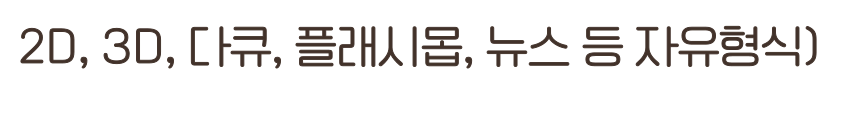 2D, 3D, 다큐, 플래시몹, 뉴스 등 자유형식)